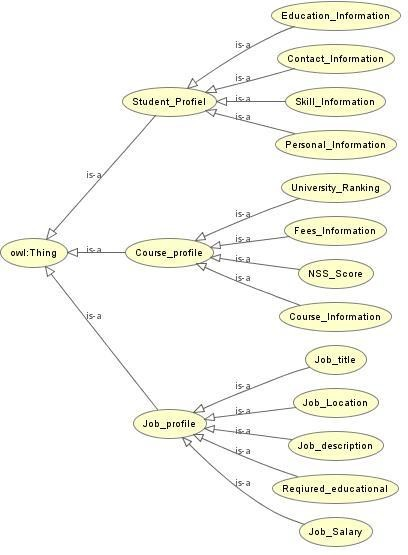 Education_Information
is-a
Contact_Information
is-a
Student_Profiel
is-a
Skill_Information
is-a
Personal_Information
is-a
University_Ranking
is-a
Fees_Information
is-a
owl:Thing
is-a
Course_profile
is-a
NSS_Score
is-a
Course_Information
is-a
Job_title
is-a
Job_Location
is-a
Job_profile
is-a
Job_description
is-a
Reqiured_educational
is-a
Job_Salary